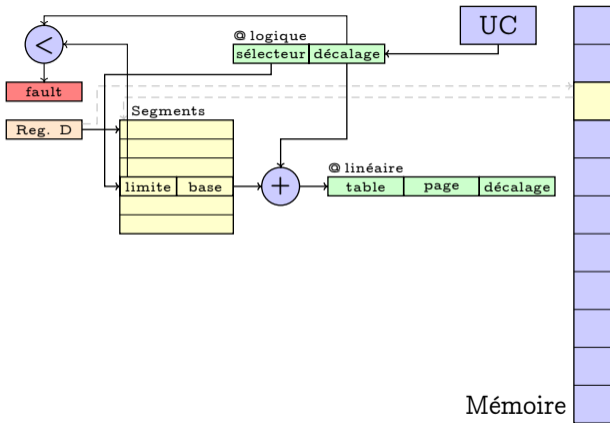 UC
@ logique
<
sélecteur décalage
fault
Segments
Reg. D
@ linéaire
limite base
+
table page décalage
Mémoire